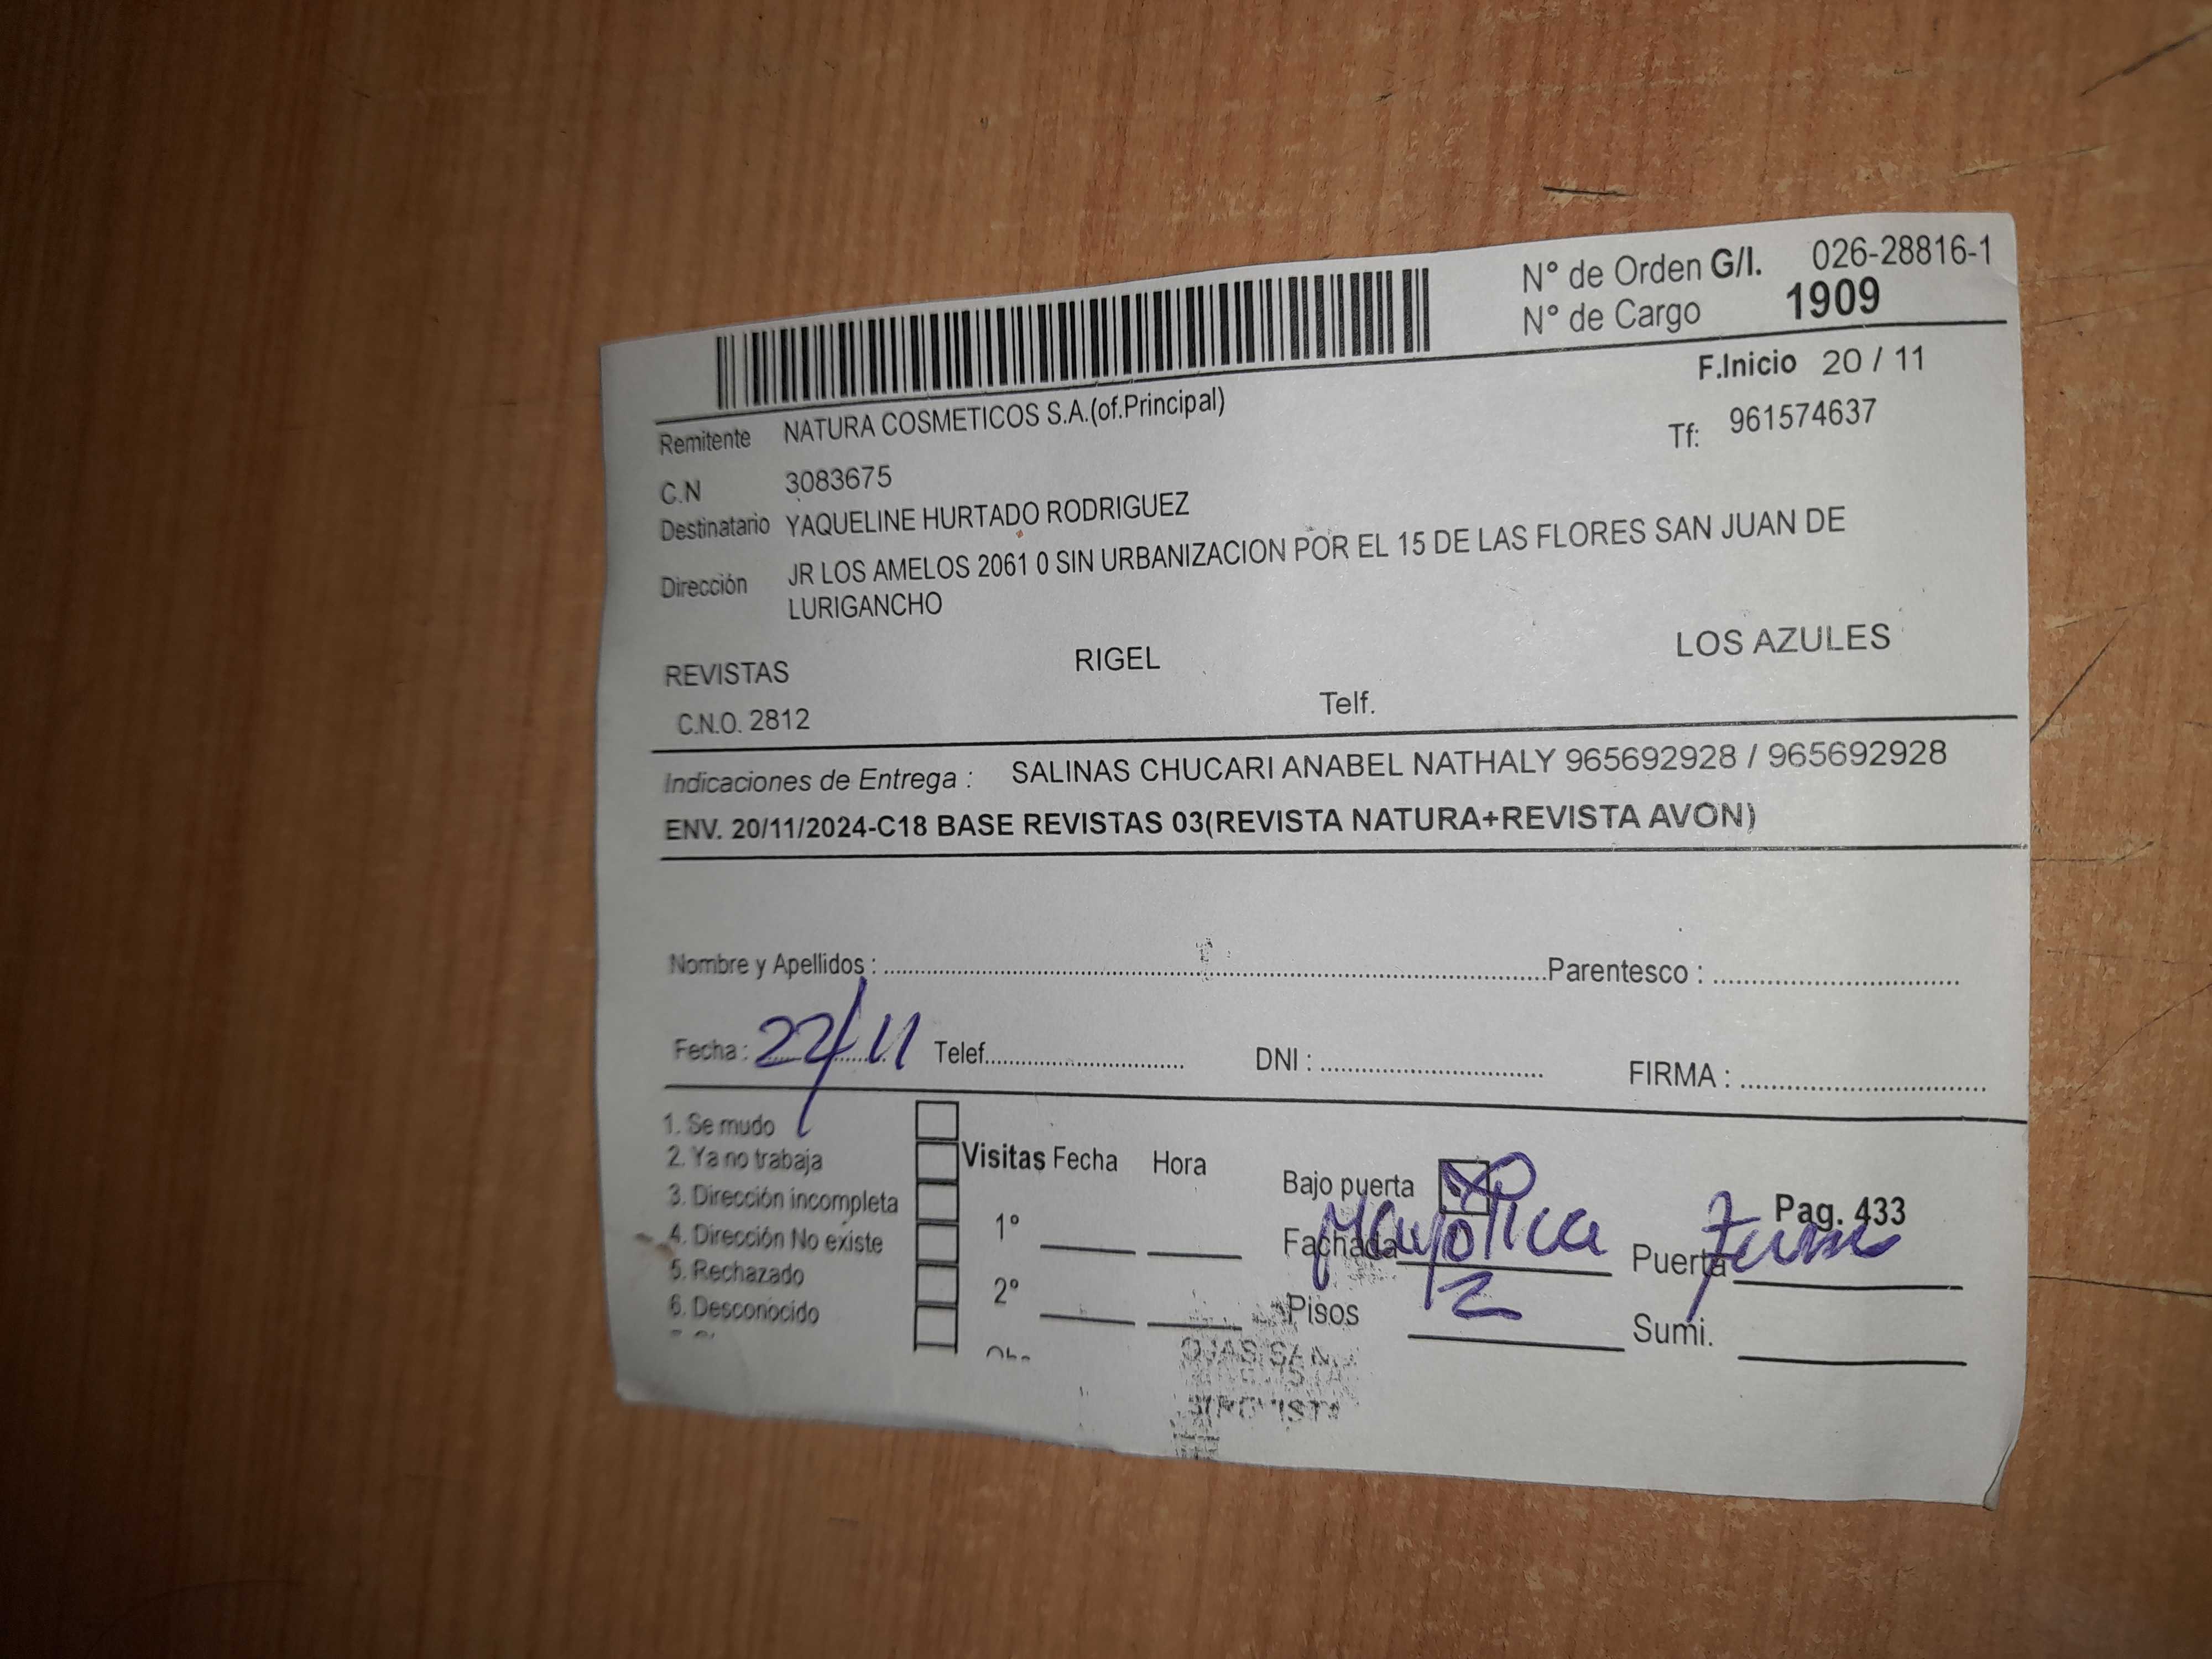 N° de Orden G/I. 026-28816-1
N° de Cargo 1909
F.Inicio 20 / 11
Remitente NATURA COSMETICOS S.A.(of.Principal)
Tf: 961574637
C.N 3083675
Destinatario YAQUELINE HURTADO RODRIGUEZ
Dirección JR LOS AMELOS 2061 0 SIN URBANIZACION POR EL 15 DE LAS FLORES SAN JUAN DE
LURIGANCHO
REVISTAS RIGEL LOS AZULES
C.N.O. 2812 Telf.
Indicaciones de Entrega : SALINAS CHUCARI ANABEL NATHALY 965692928 / 965692928
ENV. 20/11/2024-C18 BASE REVISTAS 03(REVISTA NATURA+REVISTA AVON)
Nombre y Apellidos : Parentesco :
Fecha : 22/11 Telef. DNI : FIRMA :
1. Se mudo
2. Ya no trabaja Visitas Fecha Hora
3. Dirección incompleta Bajo puerta
Pag. 433
4. Dirección No existe 1° Fachada Mayolica Puerta
5. Rechazado
6. Desconocido 2° Pisos 2 Sumi.